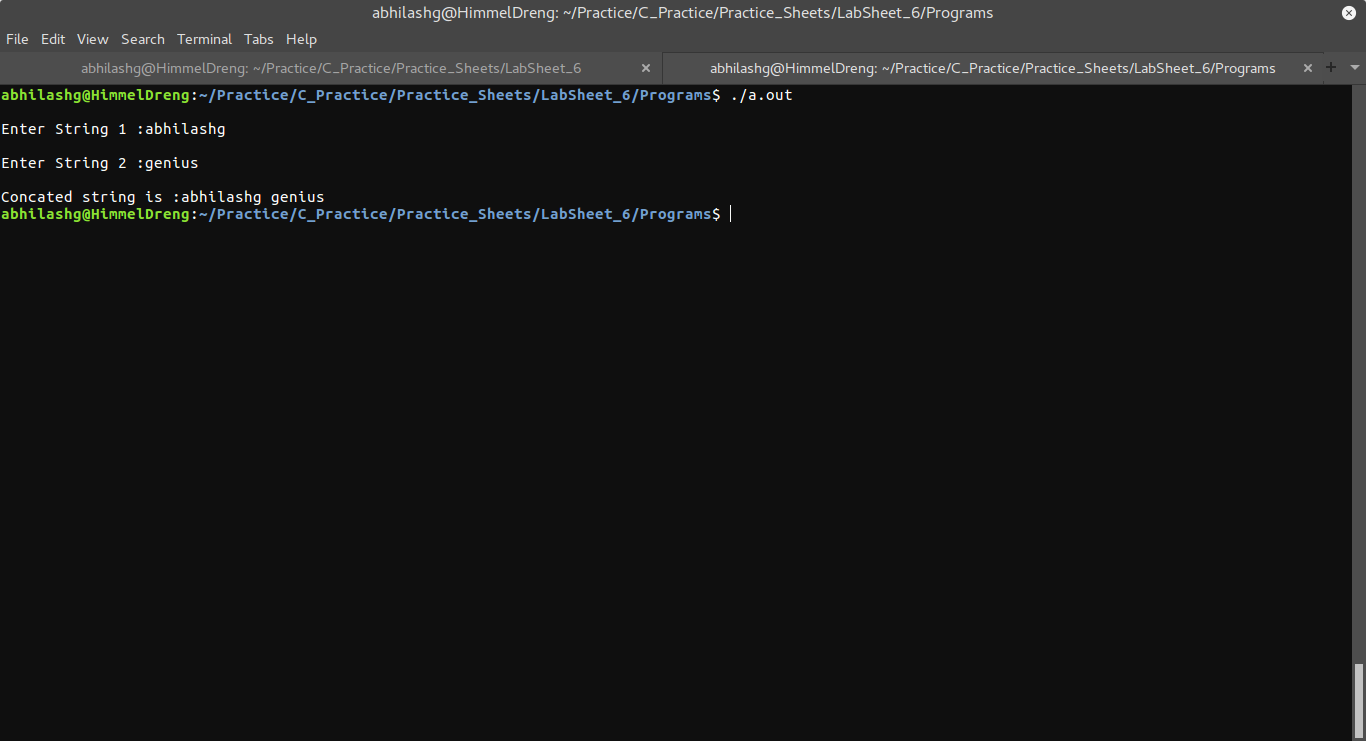 abhilashg@HimmelDreng: ~/Practice/C_Practice/Practice_Sheets/LabSheet_6/Programs
File Edit View Search Terminal Tabs Help
abhilashg@HimmelDreng: ~/Practice/C_Practice/Practice_Sheets/LabSheet_6 × abhilashg@HimmelDreng: ~/Practice/C_Practice/Practice_Sheets/LabSheet_6/Programs × +
abhilashg@HimmelDreng:~/Practice/C_Practice/Practice_Sheets/LabSheet_6/Programs$ ./a.out
Enter String 1 :abhilashg
Enter String 2 :genius
Concated string is :abhilashg genius
abhilashg@HimmelDreng:~/Practice/C_Practice/Practice_Sheets/LabSheet_6/Programs$